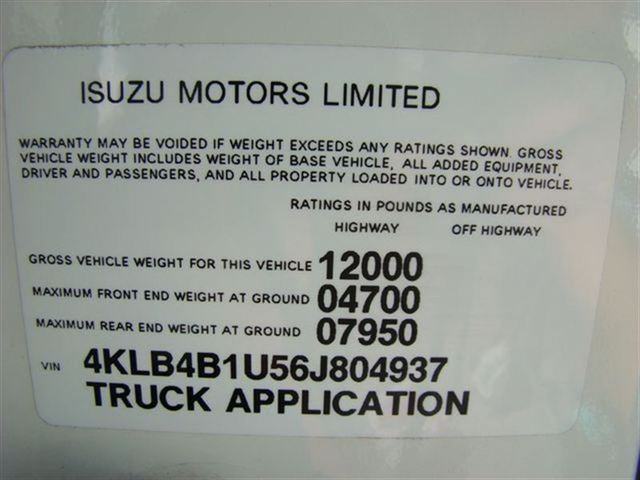 ISUZU MOTORS LIMITED
WARRANTY MAY BE VOIDED IF WEIGHT EXCEEDS ANY RATINGS SHOWN. GROSS
VEHICLE WEIGHT INCLUDES WEIGHT OF BASE VEHICLE, ALL ADDED EQUIPMENT,
DRIVER AND PASSENGERS, AND ALL PROPERTY LOADED INTO OR ONTO VEHICLE.
RATINGS IN POUNDS AS MANUFACTURED
HIGHWAY OFF HIGHWAY
GROSS VEHICLE WEIGHT FOR THIS VEHICLE 12000
MAXIMUM FRONT END WEIGHT AT GROUND 04700
MAXIMUM REAR END WEIGHT AT GROUND 07950
VIN 4KLB4B1U56J804937
TRUCK APPLICATION